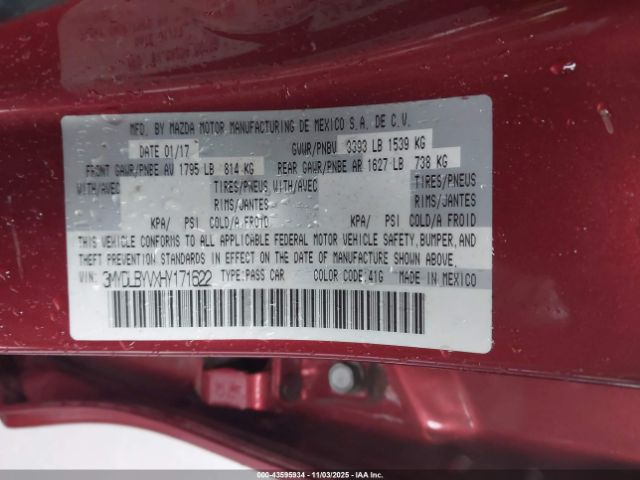 MFD. BY MAZDA MOTOR MANUFACTURING DE MEXICO S.A. DE C.V.
DATE 01/17 GVWR/PNBV 3393 LB 1539 KG
FRONT GAWR/PNBE AV 1795 LB 814 KG REAR GAWR/PNBE AR 1627 LB 738 KG
WITH/AVEC TIRES/PNEUS WITH/AVEC TIRES/PNEUS
RIMS/JANTES RIMS/JANTES
KPA/ PSI COLD/A FROID KPA/ PSI COLD/A FROID
THIS VEHICLE CONFORMS TO ALL APPLICABLE FEDERAL MOTOR VEHICLE SAFETY, BUMPER, AND
THEFT PREVENTION STANDARDS IN EFFECT ON THE DATE OF MANUFACTURE SHOWN ABOVE.
VIN: 3MYDLBYVXHY171622 TYPE:PASS CAR COLOR CODE:41G MADE IN MEXICO
000-43595934 - 11/03/2025 - IAAI.COM